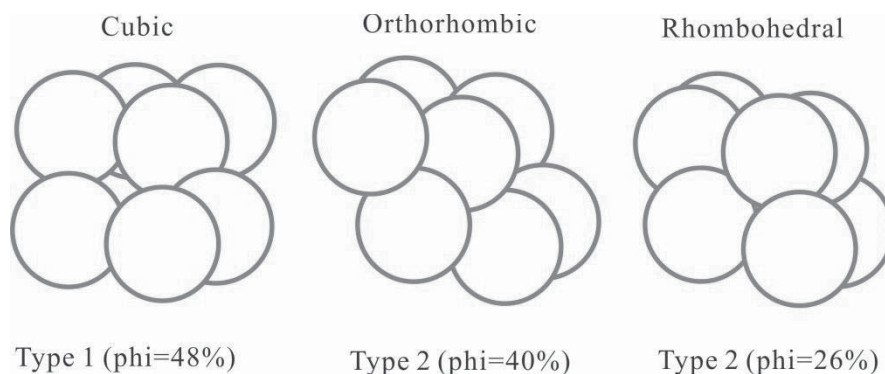 Cubic
Orthorhombic
Rhombohedral
Type 1 (phi=48%)
Type 2 (phi=40%)
Type 2 (phi=26%)